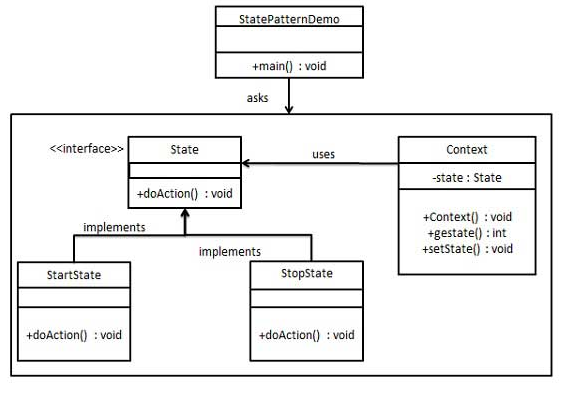 StatePatternDemo
+main() : void
asks
<<interface>>
State
+doAction() : void
uses
Context
-state : State
+Context() : void
+gestate() : int
+setState() : void
implements
implements
StartState
+doAction() : void
StopState
+doAction() : void